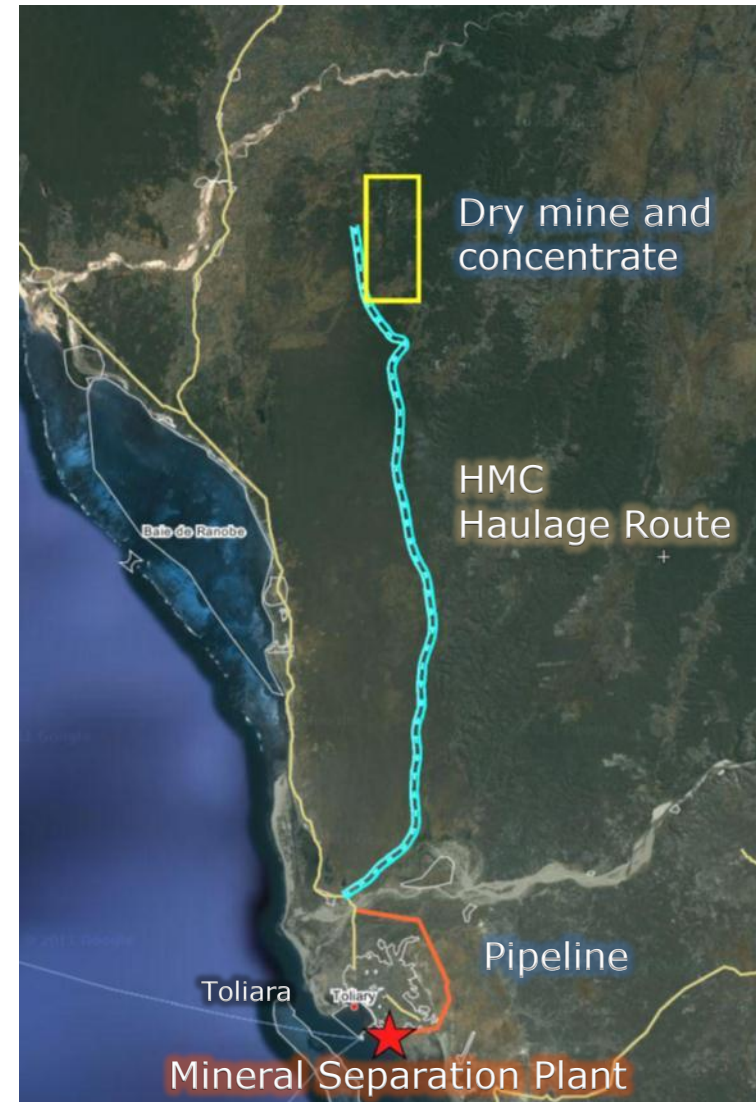 Dry mine and
concentrate
HMC
Haulage Route
Baie de Ranobe
Pipeline
Toliara
Toliary
Mineral Separation Plant